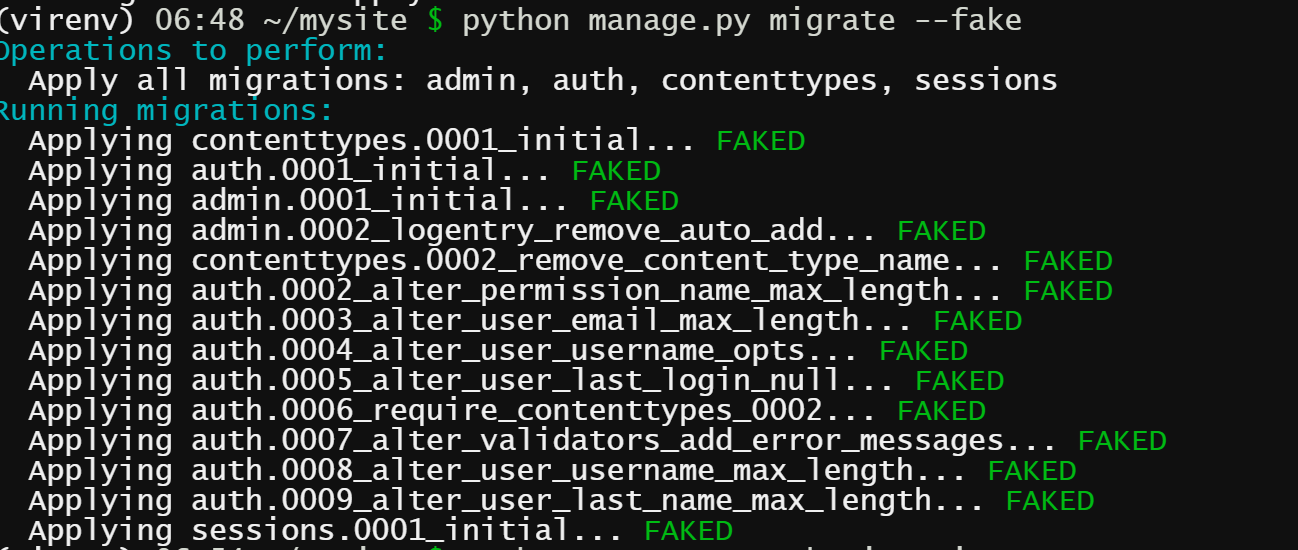 (virenv) 06:48 ~/mysite $ python manage.py migrate --fake
Operations to perform:
Apply all migrations: admin, auth, contenttypes, sessions
Running migrations:
Applying contenttypes.0001_initial... FAKED
Applying auth.0001_initial... FAKED
Applying admin.0001_initial... FAKED
Applying admin.0002_logentry_remove_auto_add... FAKED
Applying contenttypes.0002_remove_content_type_name... FAKED
Applying auth.0002_alter_permission_name_max_length... FAKED
Applying auth.0003_alter_user_email_max_length... FAKED
Applying auth.0004_alter_user_username_opts... FAKED
Applying auth.0005_alter_user_last_login_null... FAKED
Applying auth.0006_require_contenttypes_0002... FAKED
Applying auth.0007_alter_validators_add_error_messages... FAKED
Applying auth.0008_alter_user_username_max_length... FAKED
Applying auth.0009_alter_user_last_name_max_length... FAKED
Applying sessions.0001_initial... FAKED